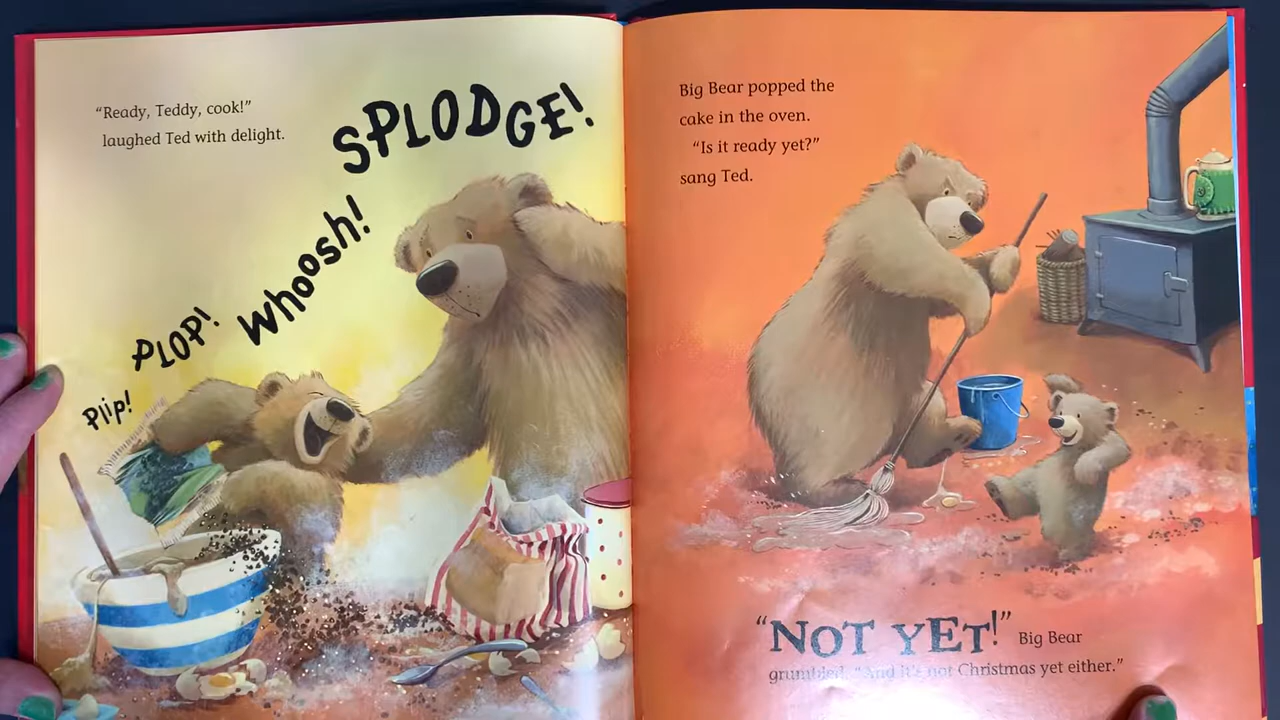 “Ready, Teddy, cook!”
laughed Ted with delight.
Plip!
PLOP!
Whoosh!
SPLODGE!
Big Bear popped the
cake in the oven.
“Is it ready yet?”
sang Ted.
“NOT YET!” Big Bear
grumbled. “And it’s not Christmas yet either.”